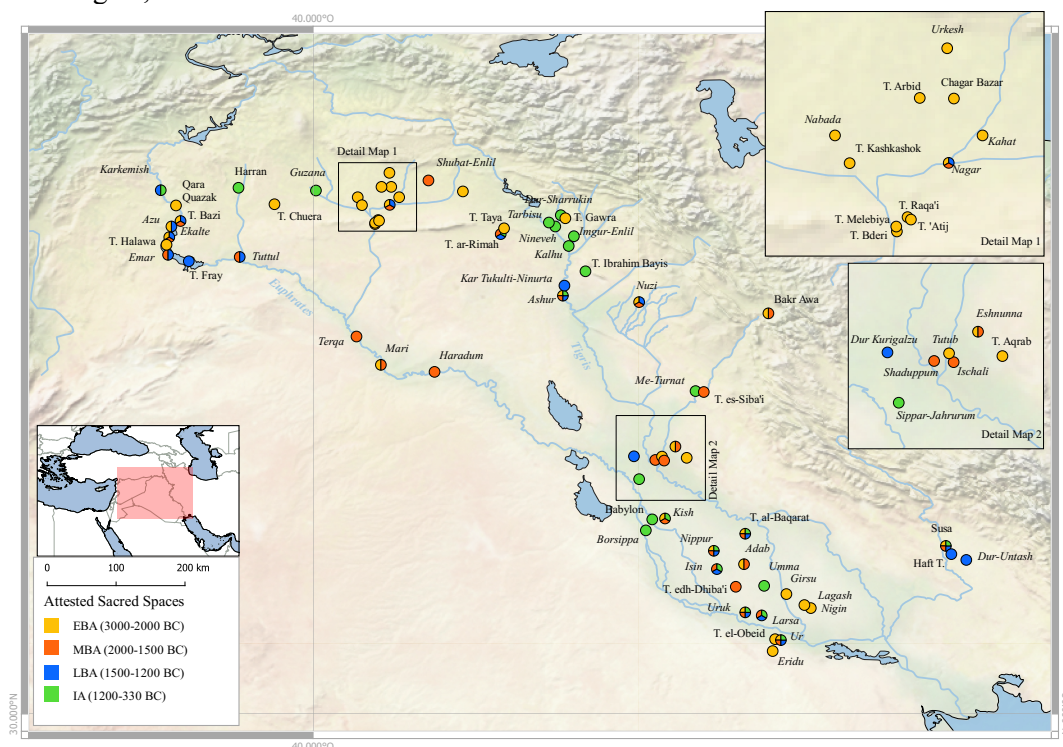 40.000°O
Urkesh
T. Arbid
Chagar Bazar
Nabada
Kahat
T. Kashkashok
Nagar
T. Raqa'i
T. Melebiya
T. 'Atij
T. Bderi
Detail Map 1
Detail Map 1
Shubat-Enlil
Karkemish
Harran
Guzana
Qara
Quazak
T. Chuera
Azu
T. Bazi
Ekalte
T. Halawa
Emar
Tuttul
T. Fray
Euphrates
T. Taya
Tarbisu
T. Gawra
T. ar-Rimah
Nineveh
Imgur-Enlil
Kalhu
T. Ibrahim Bayis
Kar Tukulti-Ninurta
Ashur
Nuzi
Bakr Awa
Eshnunna
Dur Kurigalzu
Tutub
T. Aqrab
Shaduppum
Ischali
Sippar-Jahrurum
Detail Map 2
Terqa
Mari
Haradum
Tigris
Me-Turnat
T. es-Siba'i
Detail Map 2
Babylon
Kish
T. al-Baqarat
Borsippa
Nippur
Adab
Susa
Haft T.
Dur-Untash
Isin
Umma
T. edh-Dhiba'i
Girsu
Lagash
Nigin
Uruk
Larsa
T. el-Obeid
Ur
Eridu
0 100 200 km
Attested Sacred Spaces
EBA (3000-2000 BC)
MBA (2000-1500 BC)
LBA (1500-1200 BC)
IA (1200-330 BC)
30.000°N